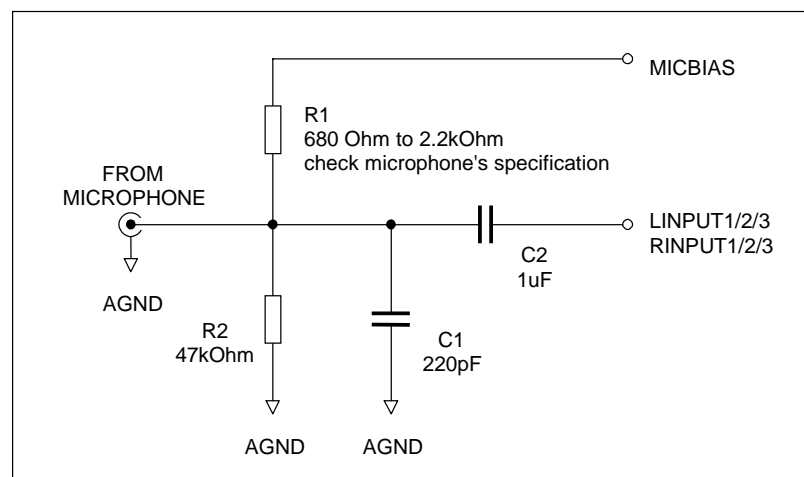 MICBIAS
R1
680 Ohm to 2.2kOhm
check microphone's specification
FROM
MICROPHONE
LINPUT1/2/3
RINPUT1/2/3
C2
1uF
AGND
R2
47kOhm
C1
220pF
AGND
AGND